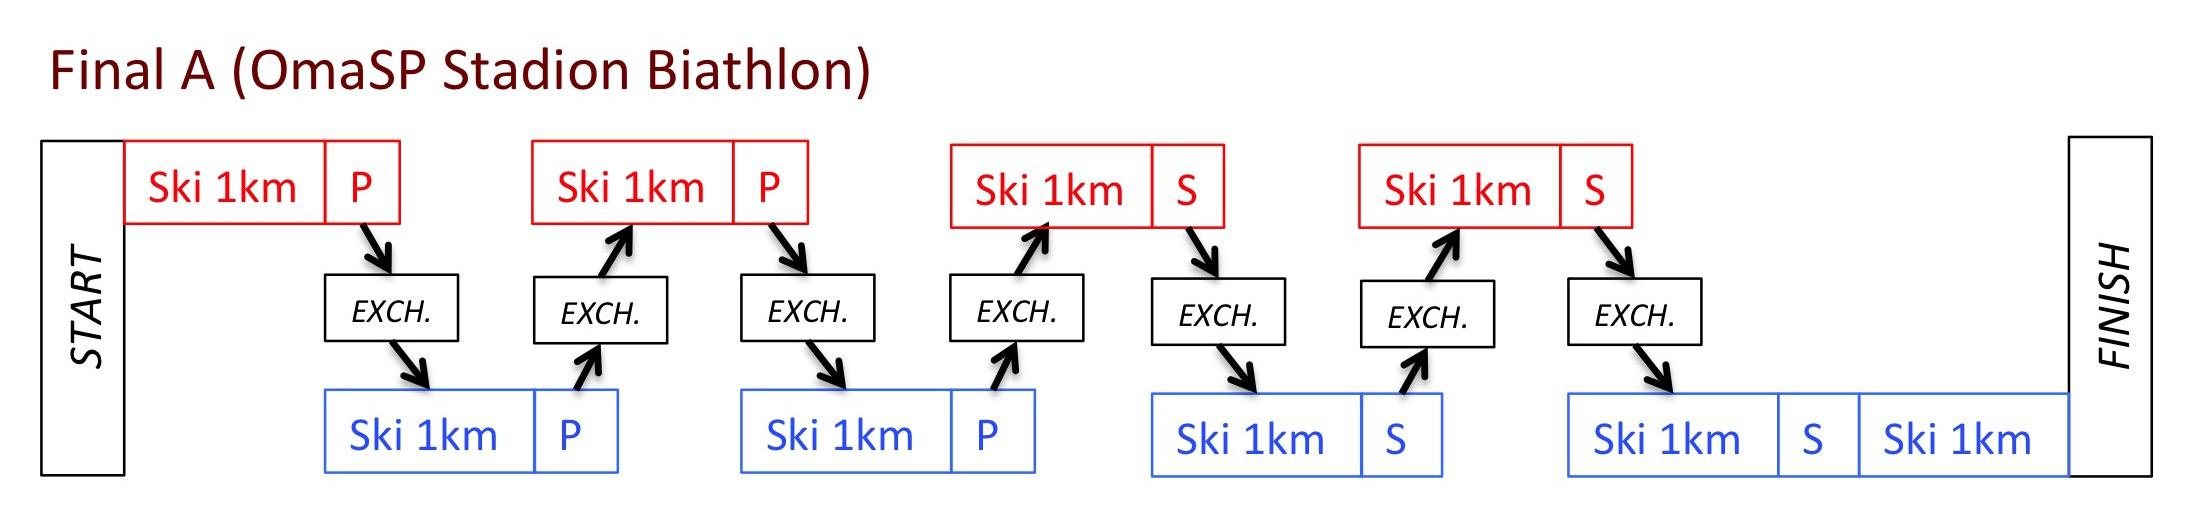 Final A (OmaSP Stadion Biathlon)
START
Ski 1km P
Ski 1km P
Ski 1km S
Ski 1km S
EXCH.
EXCH.
EXCH.
EXCH.
EXCH.
EXCH.
EXCH.
Ski 1km P
Ski 1km P
Ski 1km S
Ski 1km S Ski 1km
FINISH